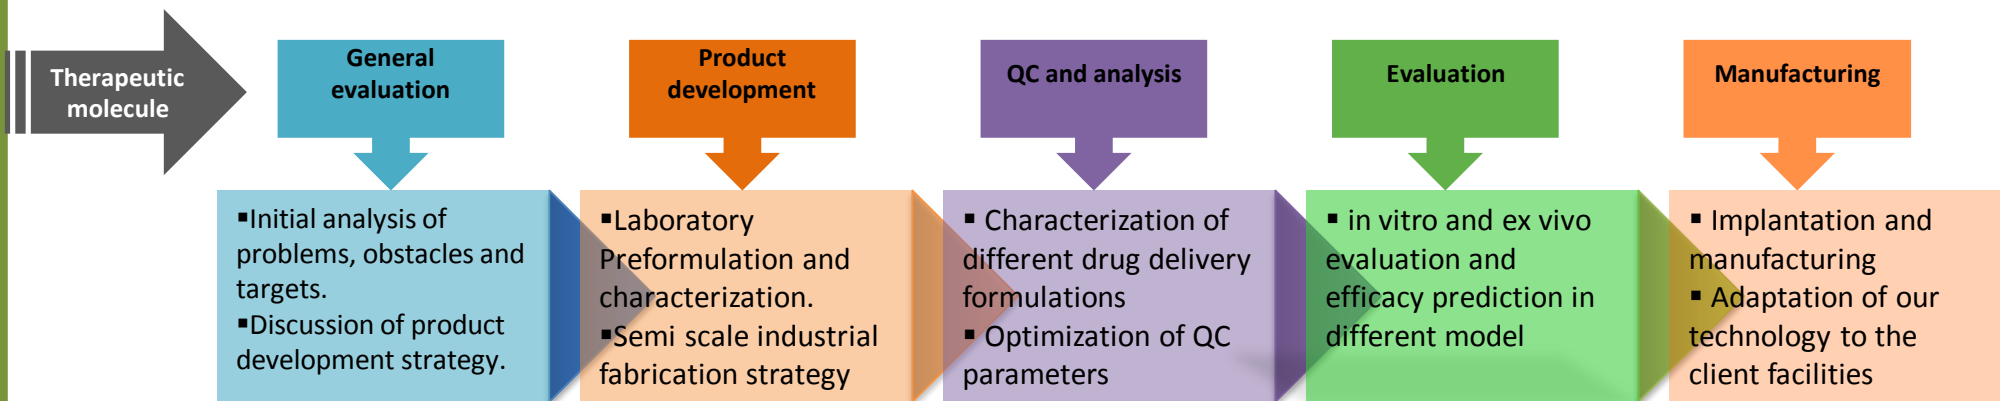 Therapeutic
molecule
General
evaluation
Product
development
QC and analysis
Evaluation
Manufacturing
▪Initial analysis of
problems, obstacles and
targets.
▪Discussion of product
development strategy.
▪Laboratory
Preformulation and
characterization.
▪Semi scale industrial
fabrication strategy
▪ Characterization of
different drug delivery
formulations
▪ Optimization of QC
parameters
▪ in vitro and ex vivo
evaluation and
efficacy prediction in
different model
▪ Implantation and
manufacturing
▪ Adaptation of our
technology to the
client facilities